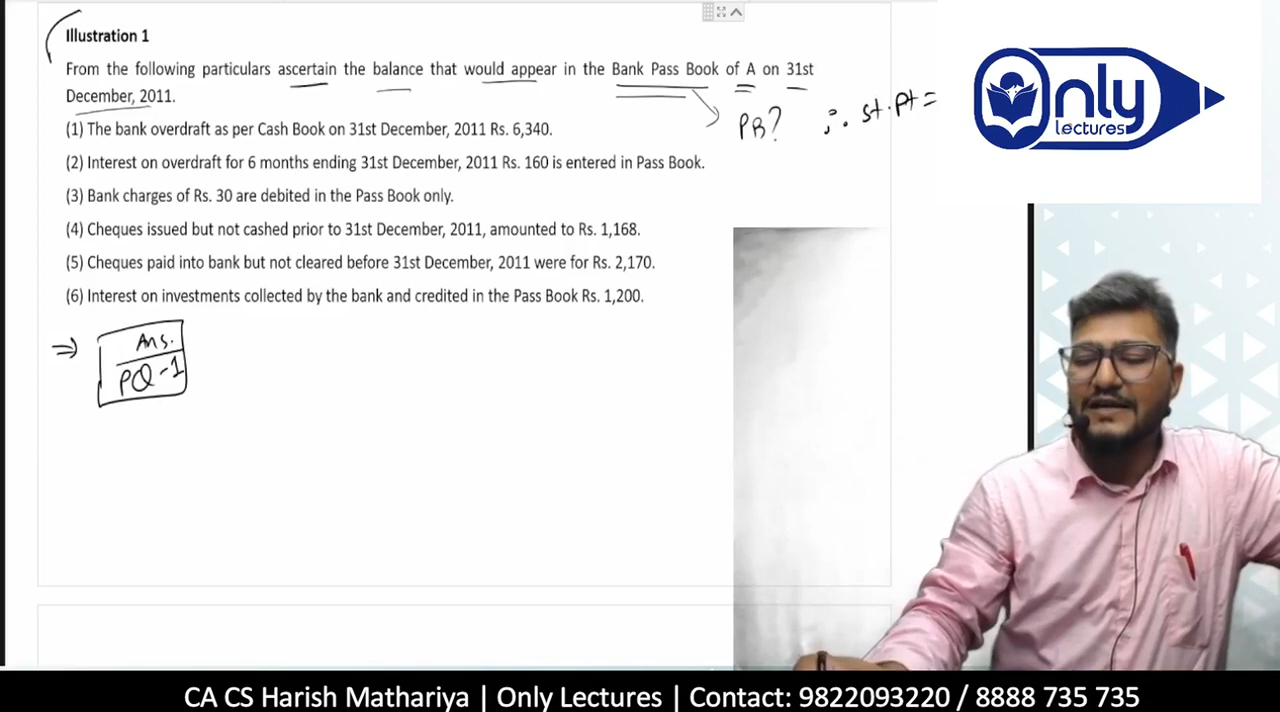 Illustration 1
From the following particulars ascertain the balance that would appear in the Bank Pass Book of A on 31st
December, 2011.
PB? ∴ st. pt =
(1) The bank overdraft as per Cash Book on 31st December, 2011 Rs. 6,340.
(2) Interest on overdraft for 6 months ending 31st December, 2011 Rs. 160 is entered in Pass Book.
(3) Bank charges of Rs. 30 are debited in the Pass Book only.
(4) Cheques issued but not cashed prior to 31st December, 2011, amounted to Rs. 1,168.
(5) Cheques paid into bank but not cleared before 31st December, 2011 were for Rs. 2,170.
(6) Interest on investments collected by the bank and credited in the Pass Book Rs. 1,200.
⇒ Ans.
PQ-1
Only
lectures
CA CS Harish Mathariya | Only Lectures | Contact: 9822093220 / 8888 735 735